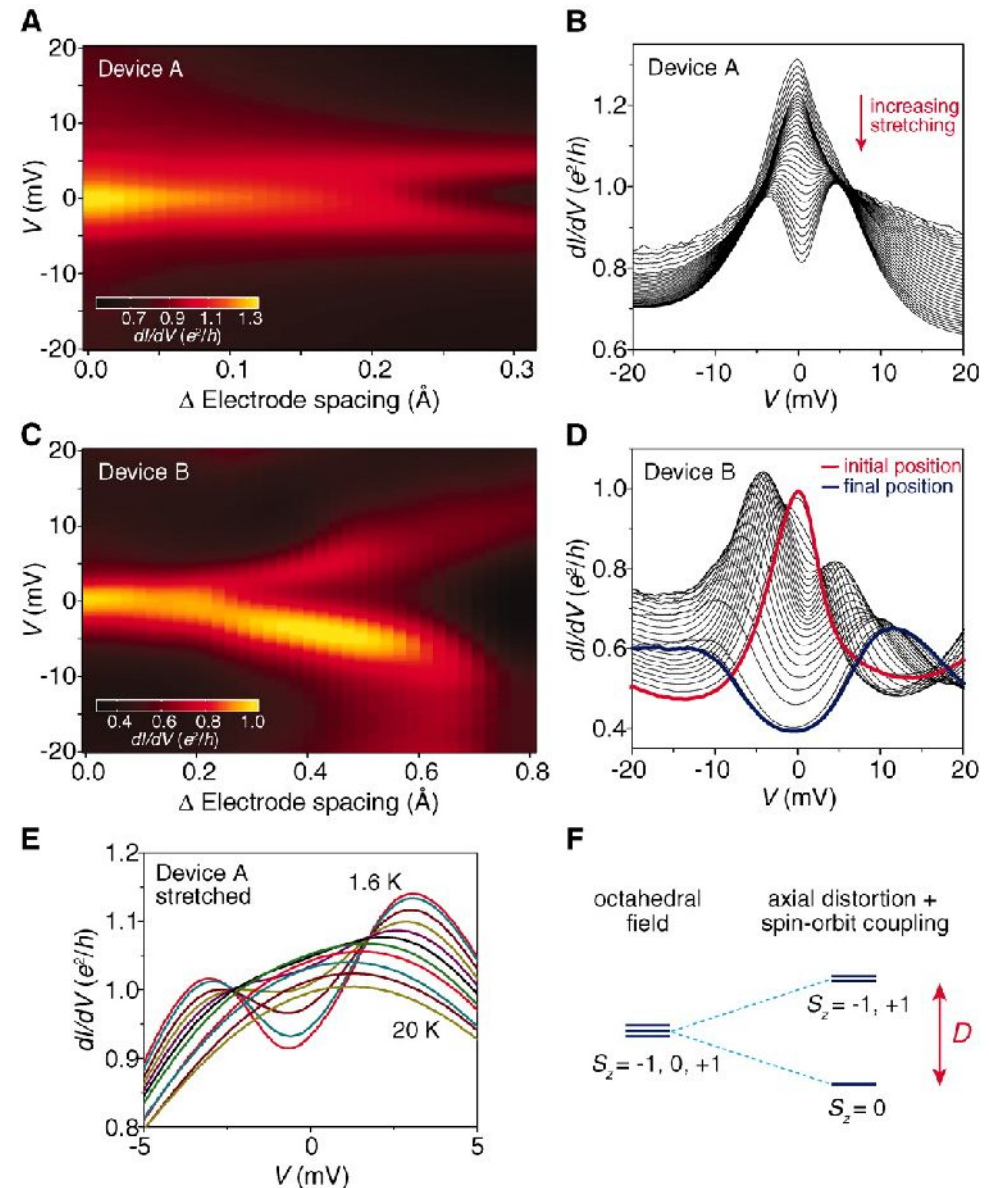 A
Device A
20
10
0
-10
-20
V (mV)
0.7 0.9 1.1 1.3
dI/dV (e²/h)
0.0 0.1 0.2 0.3
Δ Electrode spacing (Å)
B
Device A
increasing
stretching
1.2
1.0
0.8
0.6
dI/dV (e²/h)
-20 -10 0 10 20
V (mV)
C
Device B
20
10
0
-10
-20
V (mV)
0.4 0.6 0.8 1.0
dI/dV (e²/h)
0.0 0.2 0.4 0.6 0.8
Δ Electrode spacing (Å)
D
Device B
initial position
final position
1.0
0.8
0.6
0.4
dI/dV (e²/h)
-20 -10 0 10 20
V (mV)
E
Device A
stretched
1.6 K
20 K
1.2
1.1
1.0
0.9
0.8
dI/dV (e²/h)
-5 0 5
V (mV)
F
octahedral
field
axial distortion +
spin-orbit coupling
S_z = -1, 0, +1
S_z = -1, +1
S_z = 0
D